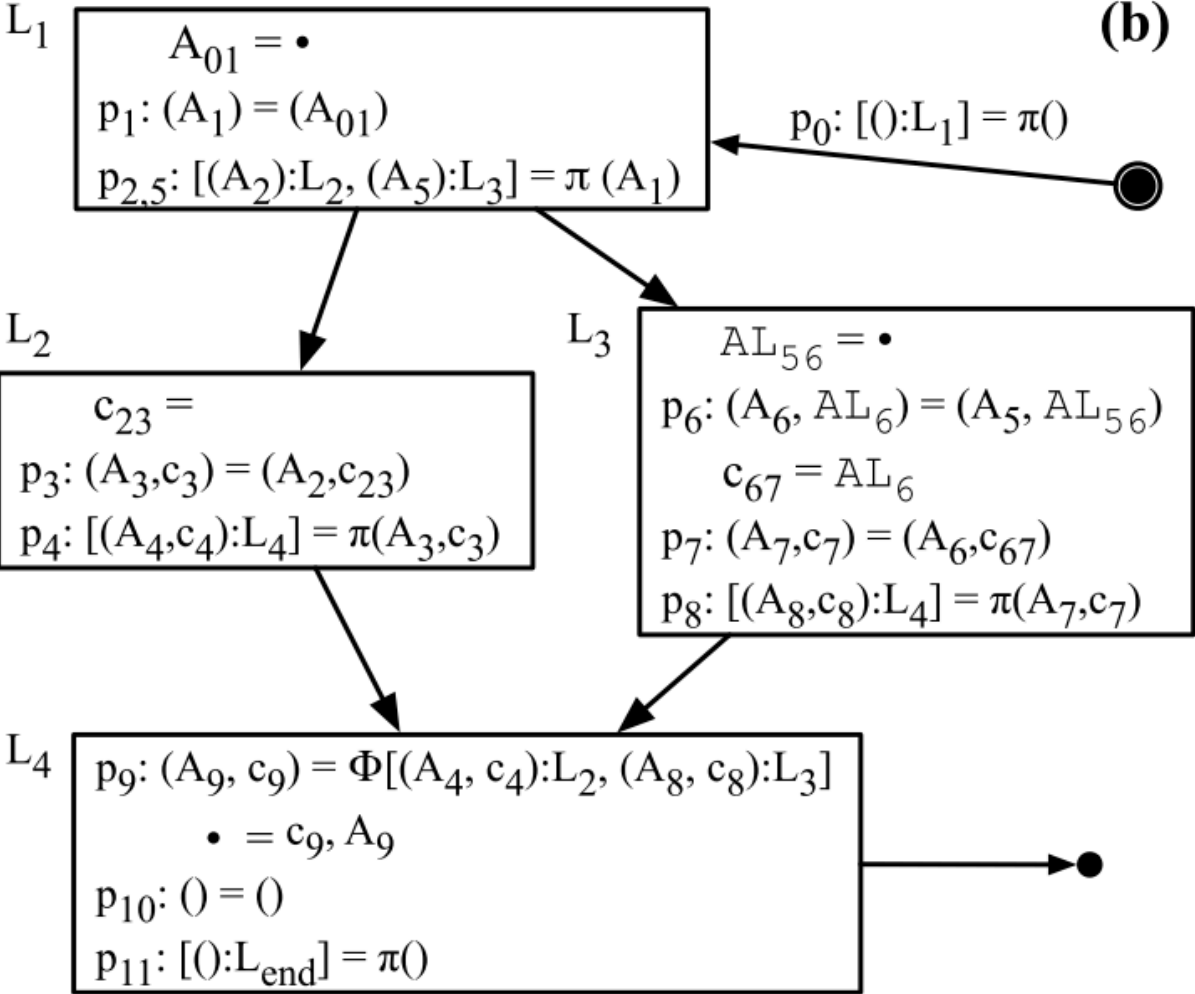 (b)
L₁
A₀₁ = •
p₁: (A₁) = (A₀₁)
p₂,₅: [(A₂):L₂, (A₅):L₃] = π (A₁)
p₀: [():L₁] = π()
L₂
c₂₃ =
p₃: (A₃,c₃) = (A₂,c₂₃)
p₄: [(A₄,c₄):L₄] = π(A₃,c₃)
L₃
AL₅₆ = •
p₆: (A₆, AL₆) = (A₅, AL₅₆)
c₆₇ = AL₆
p₇: (A₇,c₇) = (A₆,c₆₇)
p₈: [(A₈,c₈):L₄] = π(A₇,c₇)
L₄
p₉: (A₉, c₉) = Φ[(A₄, c₄):L₂, (A₈, c₈):L₃]
• = c₉, A₉
p₁₀: () = ()
p₁₁: [():L_end] = π()